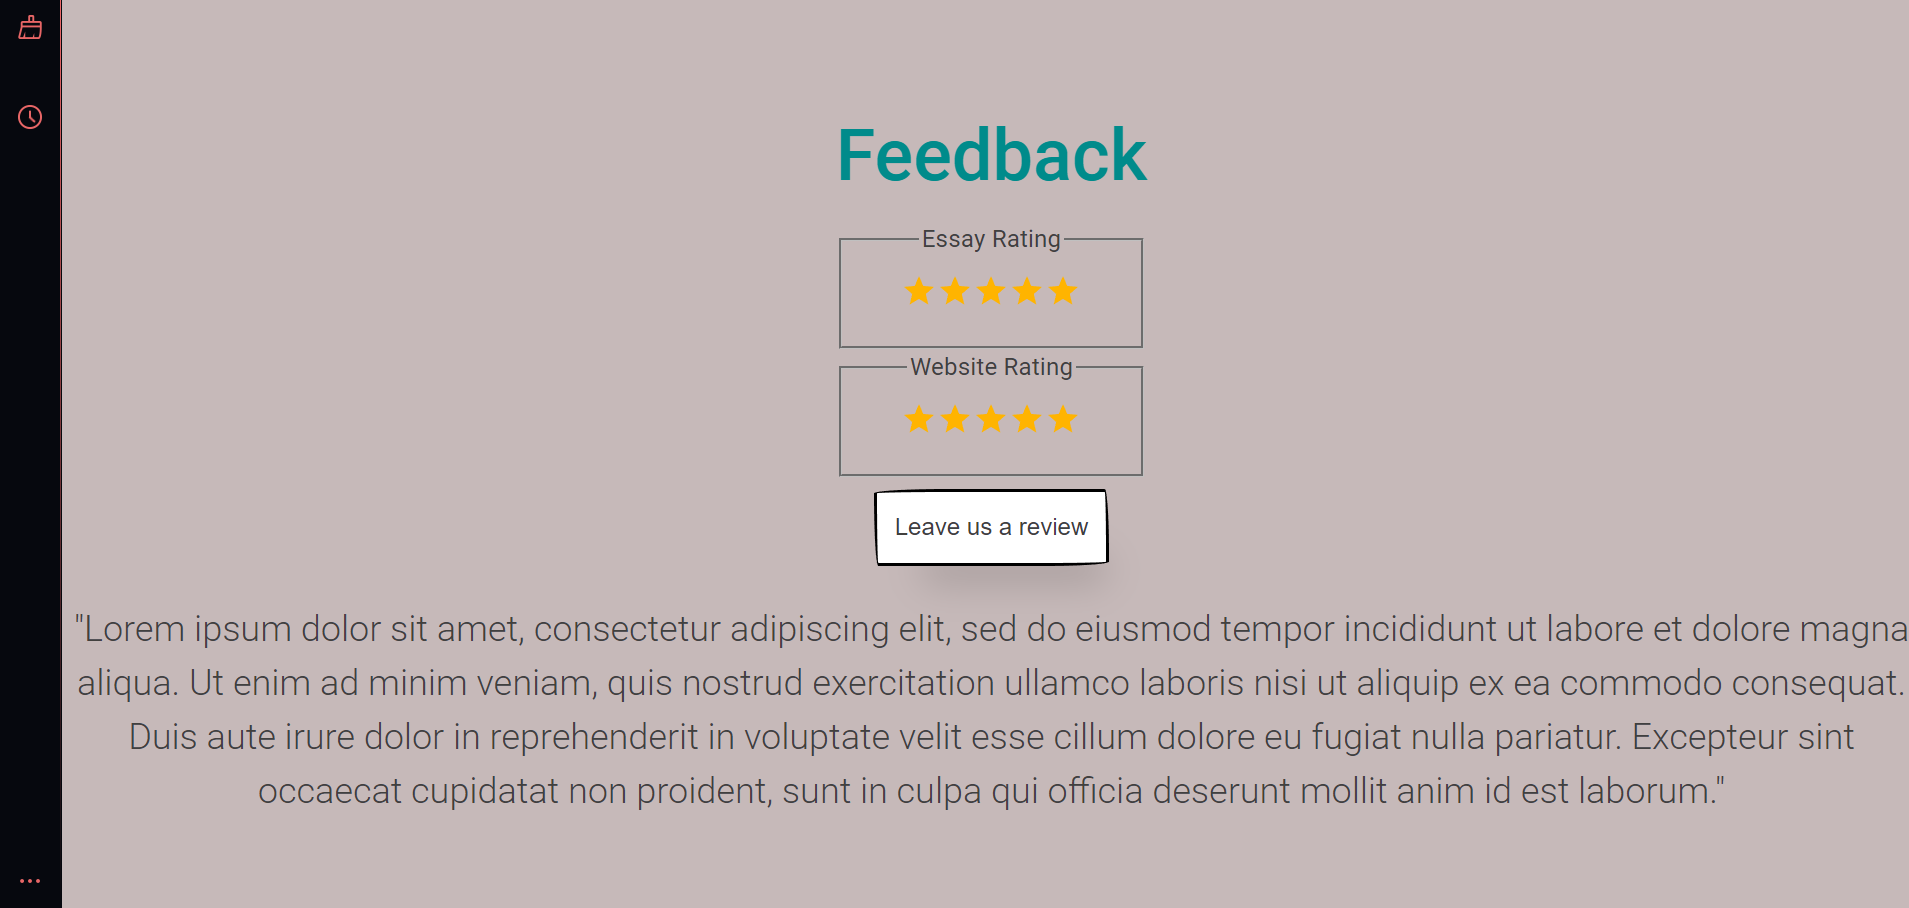 Feedback
Essay Rating
Website Rating
Leave us a review
"Lorem ipsum dolor sit amet, consectetur adipiscing elit, sed do eiusmod tempor incididunt ut labore et dolore magna
aliqua. Ut enim ad minim veniam, quis nostrud exercitation ullamco laboris nisi ut aliquip ex ea commodo consequat.
Duis aute irure dolor in reprehenderit in voluptate velit esse cillum dolore eu fugiat nulla pariatur. Excepteur sint
occaecat cupidatat non proident, sunt in culpa qui officia deserunt mollit anim id est laborum."